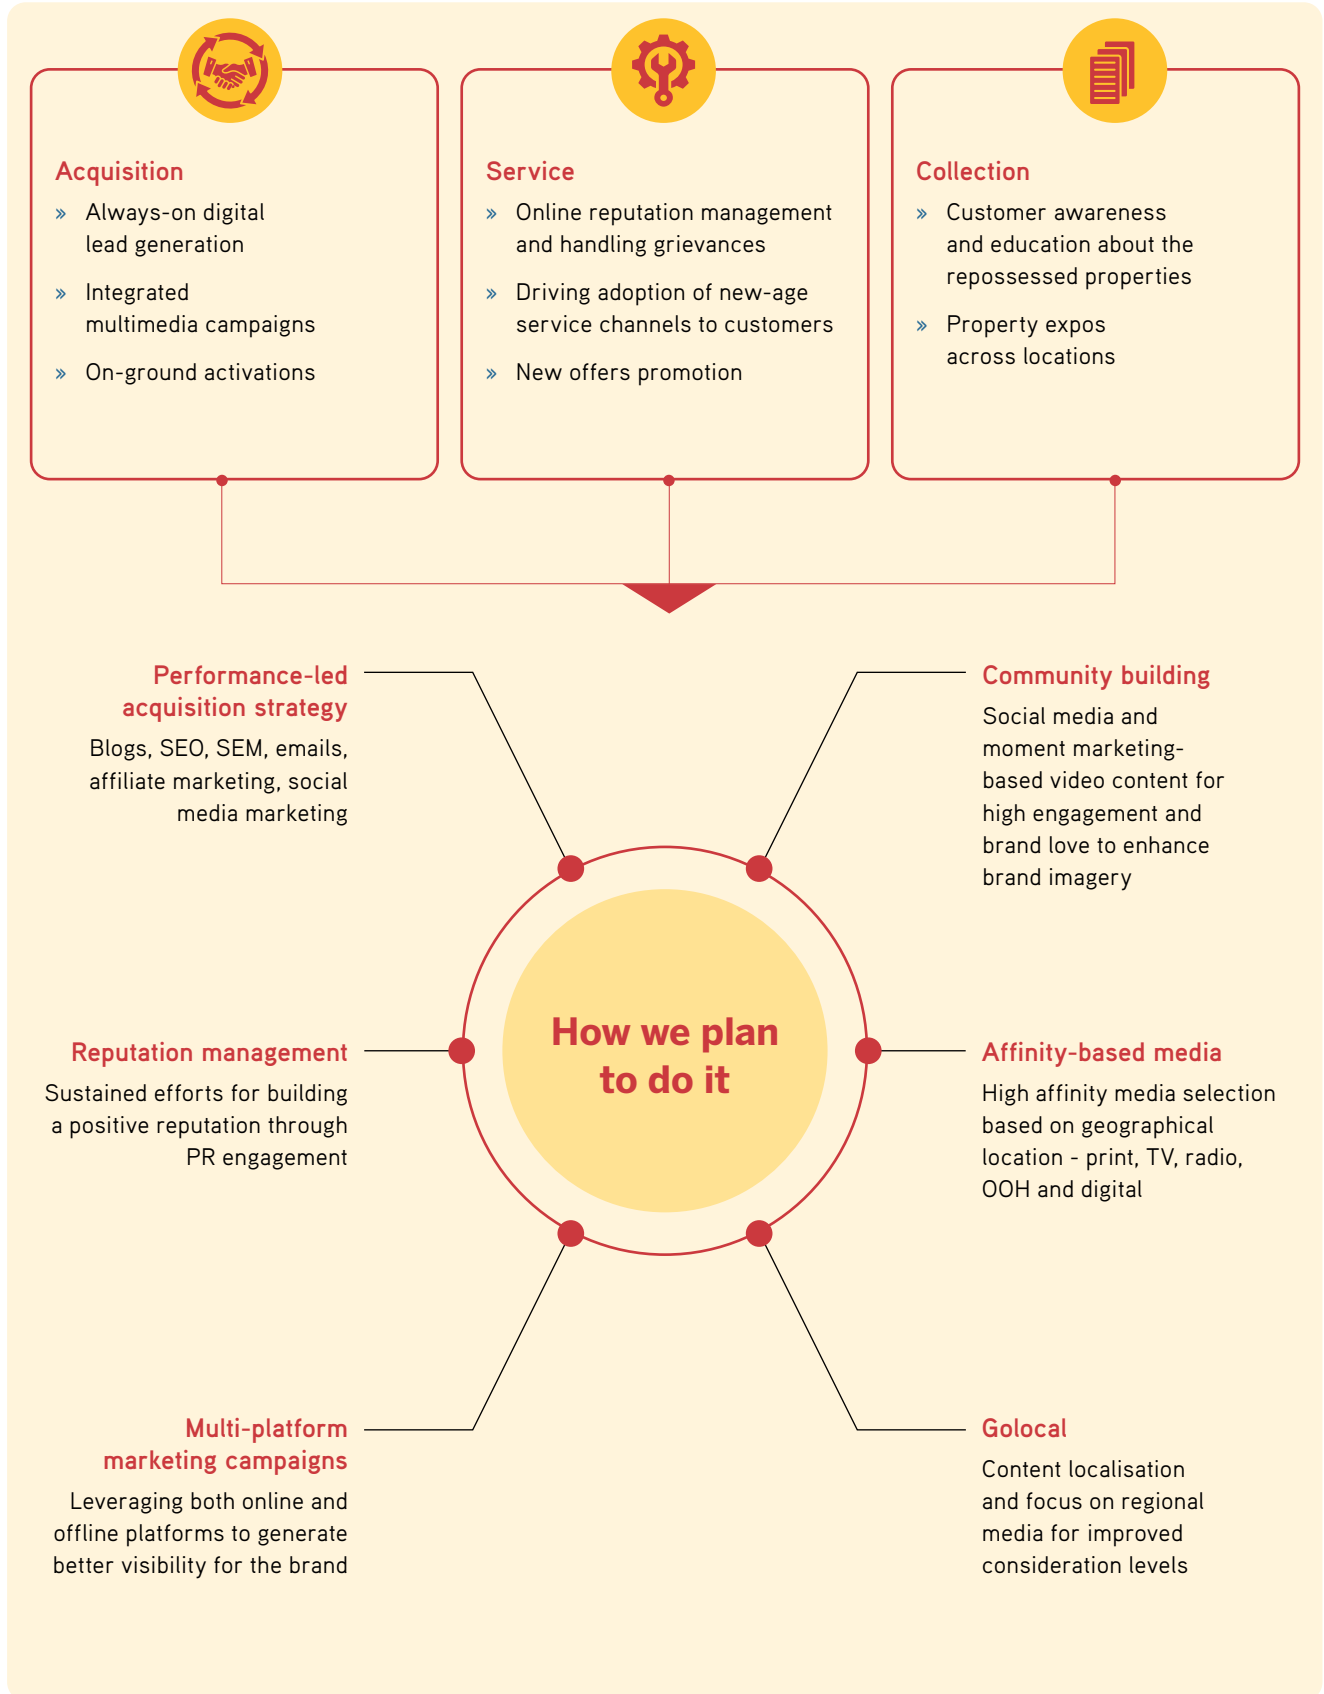 Acquisition
» Always-on digital
lead generation
» Integrated
multimedia campaigns
» On-ground activations
Service
» Online reputation management
and handling grievances
» Driving adoption of new-age
service channels to customers
» New offers promotion
Collection
» Customer awareness
and education about the
repossessed properties
» Property expos
across locations
Performance-led
acquisition strategy
Blogs, SEO, SEM, emails,
affiliate marketing, social
media marketing
Community building
Social media and
moment marketing-
based video content for
high engagement and
brand love to enhance
brand imagery
How we plan
to do it
Reputation management
Sustained efforts for building
a positive reputation through
PR engagement
Affinity-based media
High affinity media selection
based on geographical
location - print, TV, radio,
OOH and digital
Multi-platform
marketing campaigns
Leveraging both online and
offline platforms to generate
better visibility for the brand
Golocal
Content localisation
and focus on regional
media for improved
consideration levels